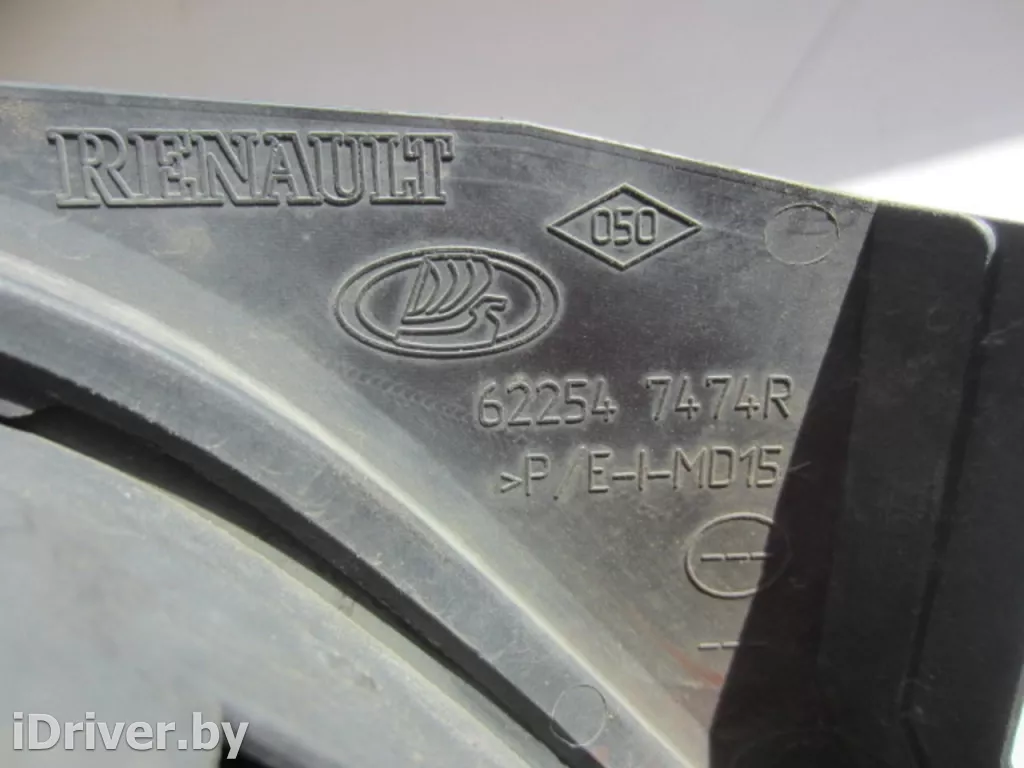 RENAULT
050
62254 7474R
>P/E-I-MD15
iDriver.by